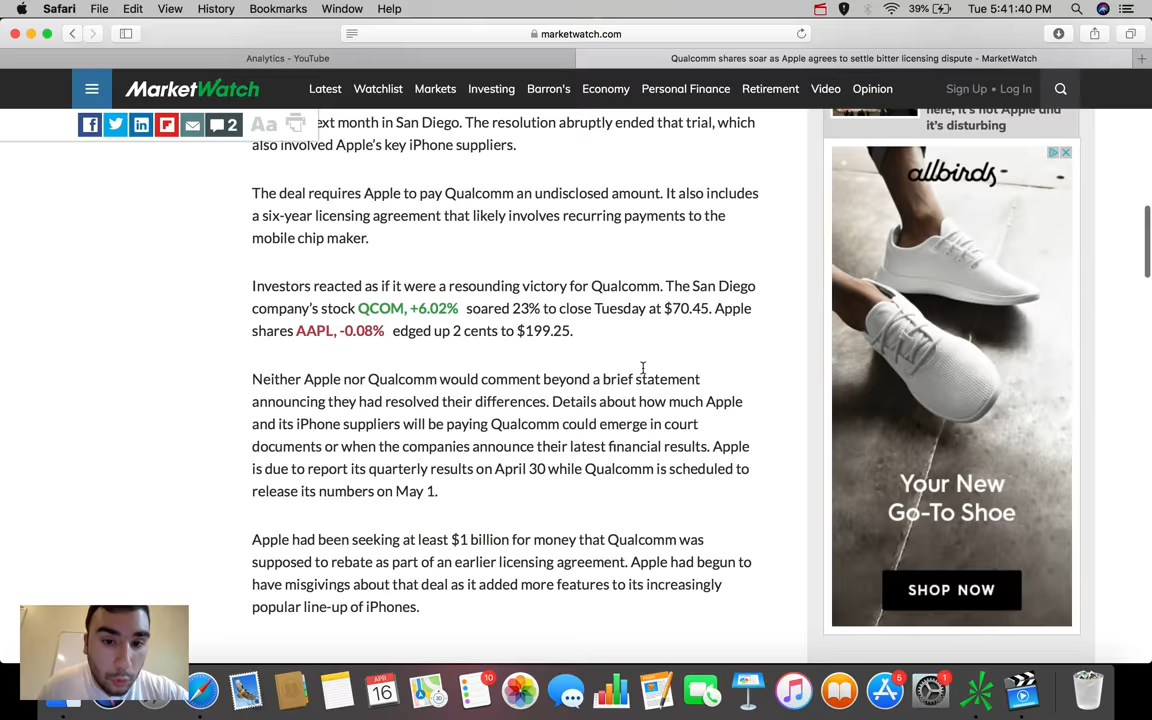 Safari File Edit View History Bookmarks Window Help 39% Tue 5:41:40 PM
marketwatch.com
Analytics - YouTube Qualcomm shares soar as Apple agrees to settle bitter licensing dispute - MarketWatch
MarketWatch Latest Watchlist Markets Investing Barron's Economy Personal Finance Retirement Video Opinion Sign Up • Log In
2 Aa
ext month in San Diego. The resolution abruptly ended that trial, which
also involved Apple's key iPhone suppliers.
The deal requires Apple to pay Qualcomm an undisclosed amount. It also includes
a six-year licensing agreement that likely involves recurring payments to the
mobile chip maker.
Investors reacted as if it were a resounding victory for Qualcomm. The San Diego
company's stock QCOM, +6.02% soared 23% to close Tuesday at $70.45. Apple
shares AAPL, -0.08% edged up 2 cents to $199.25.
Neither Apple nor Qualcomm would comment beyond a brief statement
announcing they had resolved their differences. Details about how much Apple
and its iPhone suppliers will be paying Qualcomm could emerge in court
documents or when the companies announce their latest financial results. Apple
is due to report its quarterly results on April 30 while Qualcomm is scheduled to
release its numbers on May 1.
Apple had been seeking at least $1 billion for money that Qualcomm was
supposed to rebate as part of an earlier licensing agreement. Apple had begun to
have misgivings about that deal as it added more features to its increasingly
popular line-up of iPhones.
here, it's not Apple and
it's disturbing
allbirds
Your New
Go-To Shoe
SHOP NOW
APR
16
10
3D
5
1